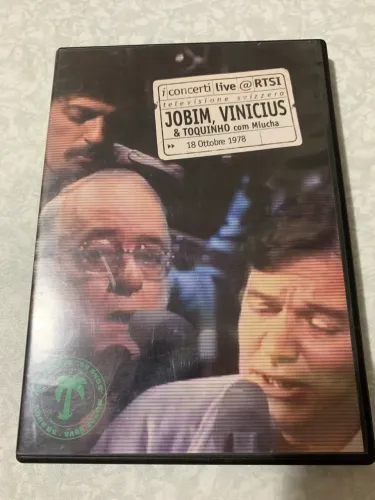 i concerti live @ RTSI
televisione svizzera
JOBIM, VINICIUS
& TOQUINHO com Miucha
18 Ottobre 1978